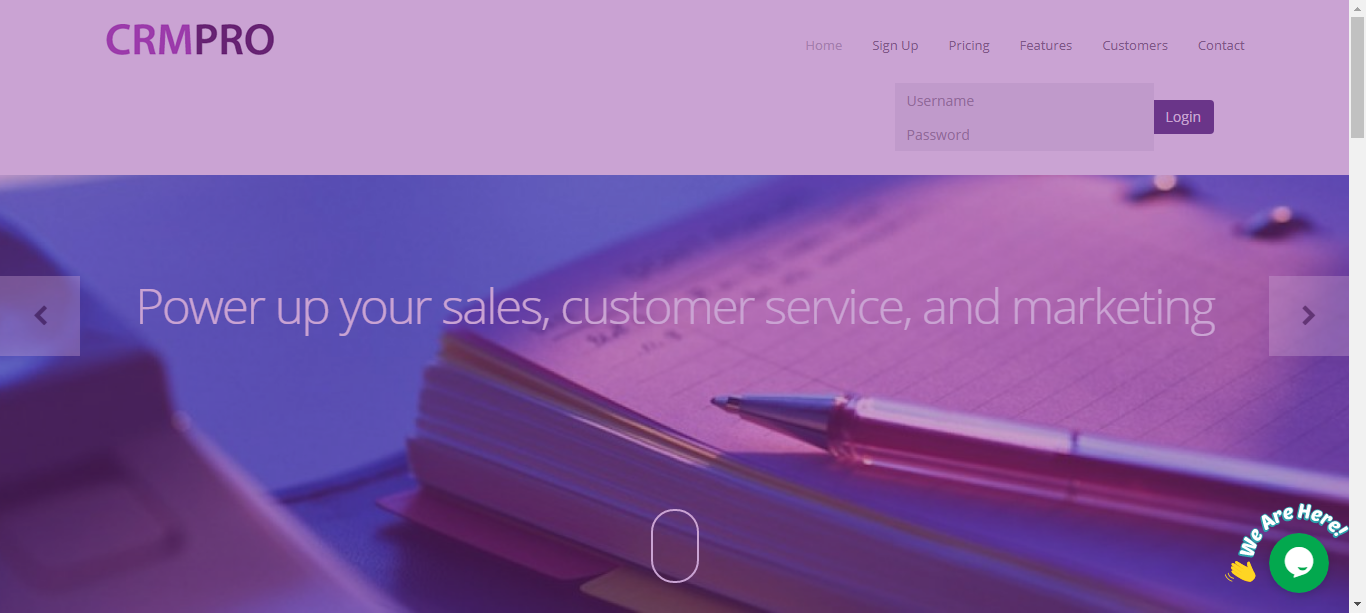 CRMPRO
Home Sign Up Pricing Features Customers Contact
Username
Password
Login
Power up your sales, customer service, and marketing
We Are Here!